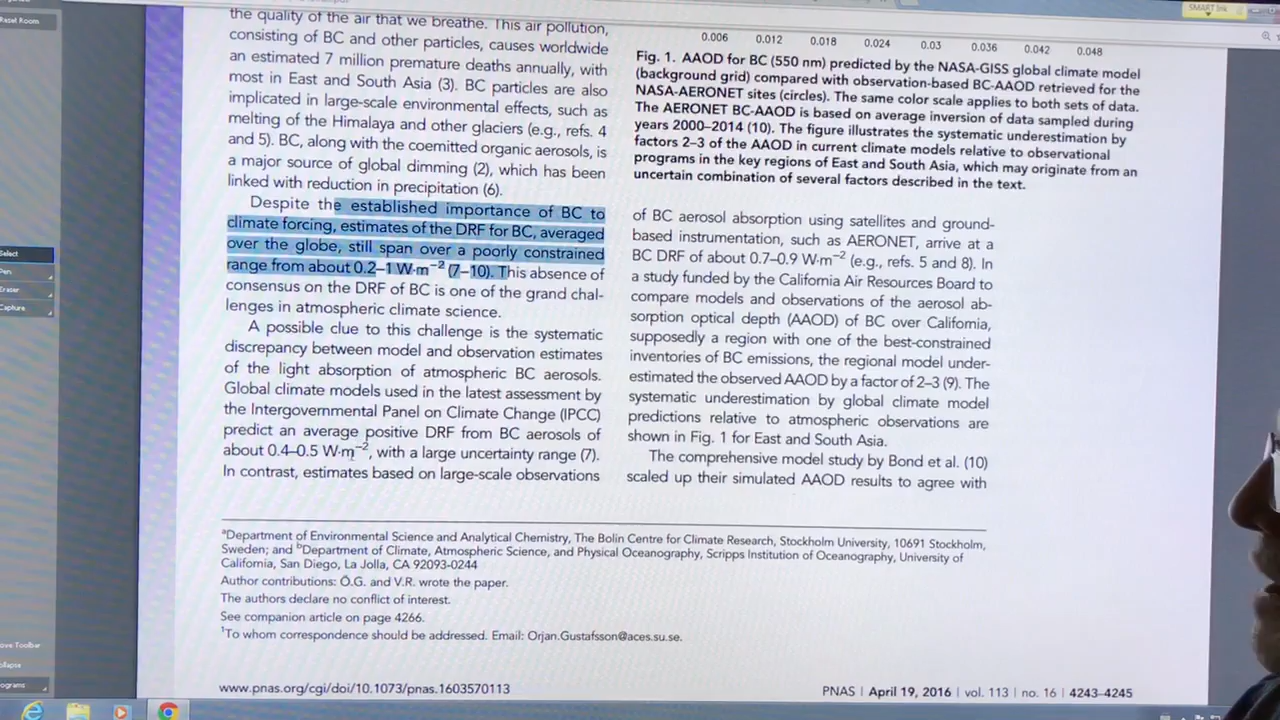 Reset Room
SMART Ink
Select
Pen
Eraser
Capture
ove Toolbar
ollapse
ograms
the quality of the air that we breathe. This air pollution,
consisting of BC and other particles, causes worldwide
an estimated 7 million premature deaths annually, with
most in East and South Asia (3). BC particles are also
implicated in large-scale environmental effects, such as
melting of the Himalaya and other glaciers (e.g., refs. 4
and 5). BC, along with the coemitted organic aerosols, is
a major source of global dimming (2), which has been
linked with reduction in precipitation (6).
Despite the established importance of BC to
climate forcing, estimates of the DRF for BC, averaged
over the globe, still span over a poorly constrained
range from about 0.2–1 W·m−2 (7–10). This absence of
consensus on the DRF of BC is one of the grand chal-
lenges in atmospheric climate science.
A possible clue to this challenge is the systematic
discrepancy between model and observation estimates
of the light absorption of atmospheric BC aerosols.
Global climate models used in the latest assessment by
the Intergovernmental Panel on Climate Change (IPCC)
predict an average positive DRF from BC aerosols of
about 0.4–0.5 W·m−2, with a large uncertainty range (7).
In contrast, estimates based on large-scale observations
0.006 0.012 0.018 0.024 0.03 0.036 0.042 0.048
Fig. 1. AAOD for BC (550 nm) predicted by the NASA-GISS global climate model
(background grid) compared with observation-based BC-AAOD retrieved for the
NASA-AERONET sites (circles). The same color scale applies to both sets of data.
The AERONET BC-AAOD is based on average inversion of data sampled during
years 2000–2014 (10). The figure illustrates the systematic underestimation by
factors 2–3 of the AAOD in current climate models relative to observational
programs in the key regions of East and South Asia, which may originate from an
uncertain combination of several factors described in the text.
of BC aerosol absorption using satellites and ground-
based instrumentation, such as AERONET, arrive at a
BC DRF of about 0.7–0.9 W·m−2 (e.g., refs. 5 and 8). In
a study funded by the California Air Resources Board to
compare models and observations of the aerosol ab-
sorption optical depth (AAOD) of BC over California,
supposedly a region with one of the best-constrained
inventories of BC emissions, the regional model under-
estimated the observed AAOD by a factor of 2–3 (9). The
systematic underestimation by global climate model
predictions relative to atmospheric observations are
shown in Fig. 1 for East and South Asia.
The comprehensive model study by Bond et al. (10)
scaled up their simulated AAOD results to agree with
aDepartment of Environmental Science and Analytical Chemistry, The Bolin Centre for Climate Research, Stockholm University, 10691 Stockholm,
Sweden; and bDepartment of Climate, Atmospheric Science, and Physical Oceanography, Scripps Institution of Oceanography, University of
California, San Diego, La Jolla, CA 92093-0244
Author contributions: Ö.G. and V.R. wrote the paper.
The authors declare no conflict of interest.
See companion article on page 4266.
1To whom correspondence should be addressed. Email: Orjan.Gustafsson@aces.su.se.
www.pnas.org/cgi/doi/10.1073/pnas.1603570113
PNAS | April 19, 2016 | vol. 113 | no. 16 | 4243–4245